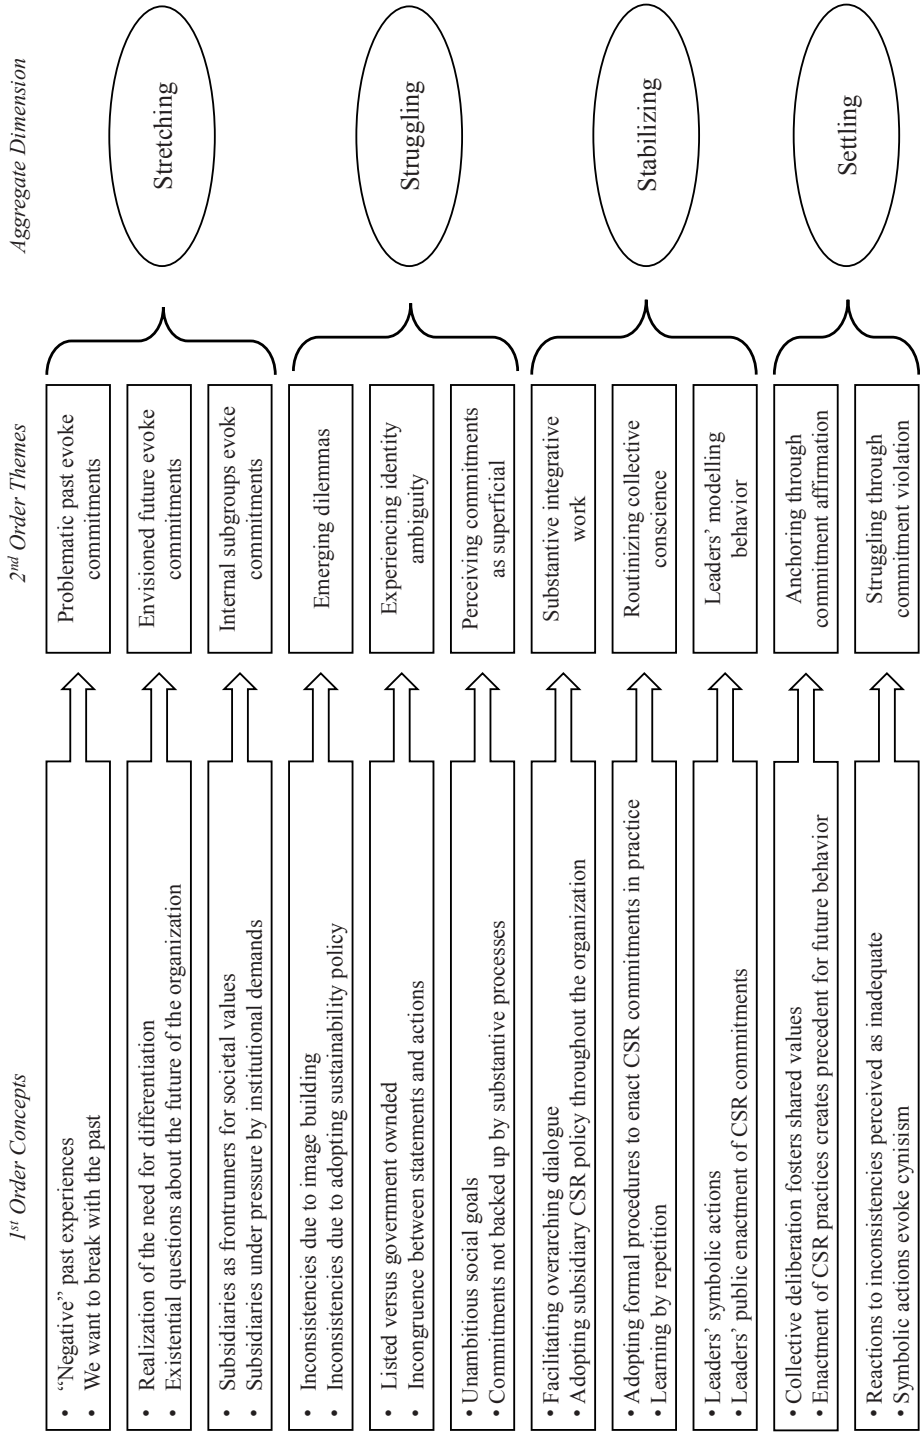 1st Order Concepts
2nd Order Themes
Aggregate Dimension
• “Negative” past experiences
• We want to break with the past
Problematic past evoke
commitments
• Realization of the need for differentiation
• Existential questions about the future of the organization
Envisioned future evoke
commitments
• Subsidiaries as frontrunners for societal values
• Subsidiaries under pressure by institutional demands
Internal subgroups evoke
commitments
Stretching
• Inconsistencies due to image building
• Inconsistencies due to adopting sustainability policy
Emerging dilemmas
• Listed versus government ownded
• Incongruence between statements and actions
Experiencing identity
ambiguity
• Unambitious social goals
• Commitments not backed up by substantive processes
Perceiving commitments
as superficial
Struggling
• Facilitating overarching dialogue
• Adopting subsidiary CSR policy throughout the organization
Substantive integrative
work
• Adopting formal procedures to enact CSR commitments in practice
• Learning by repetition
Routinizing collective
conscience
• Leaders’ symbolic actions
• Leaders’ public enactment of CSR commitments
Leaders’ modelling
behavior
Stabilizing
• Collective deliberation fosters shared values
• Enactment of CSR practices creates precedent for future behavior
Anchoring through
commitment affirmation
• Reactions to inconsistencies perceived as inadequate
• Symbolic actions evoke cynisism
Struggling through
commitment violation
Settling